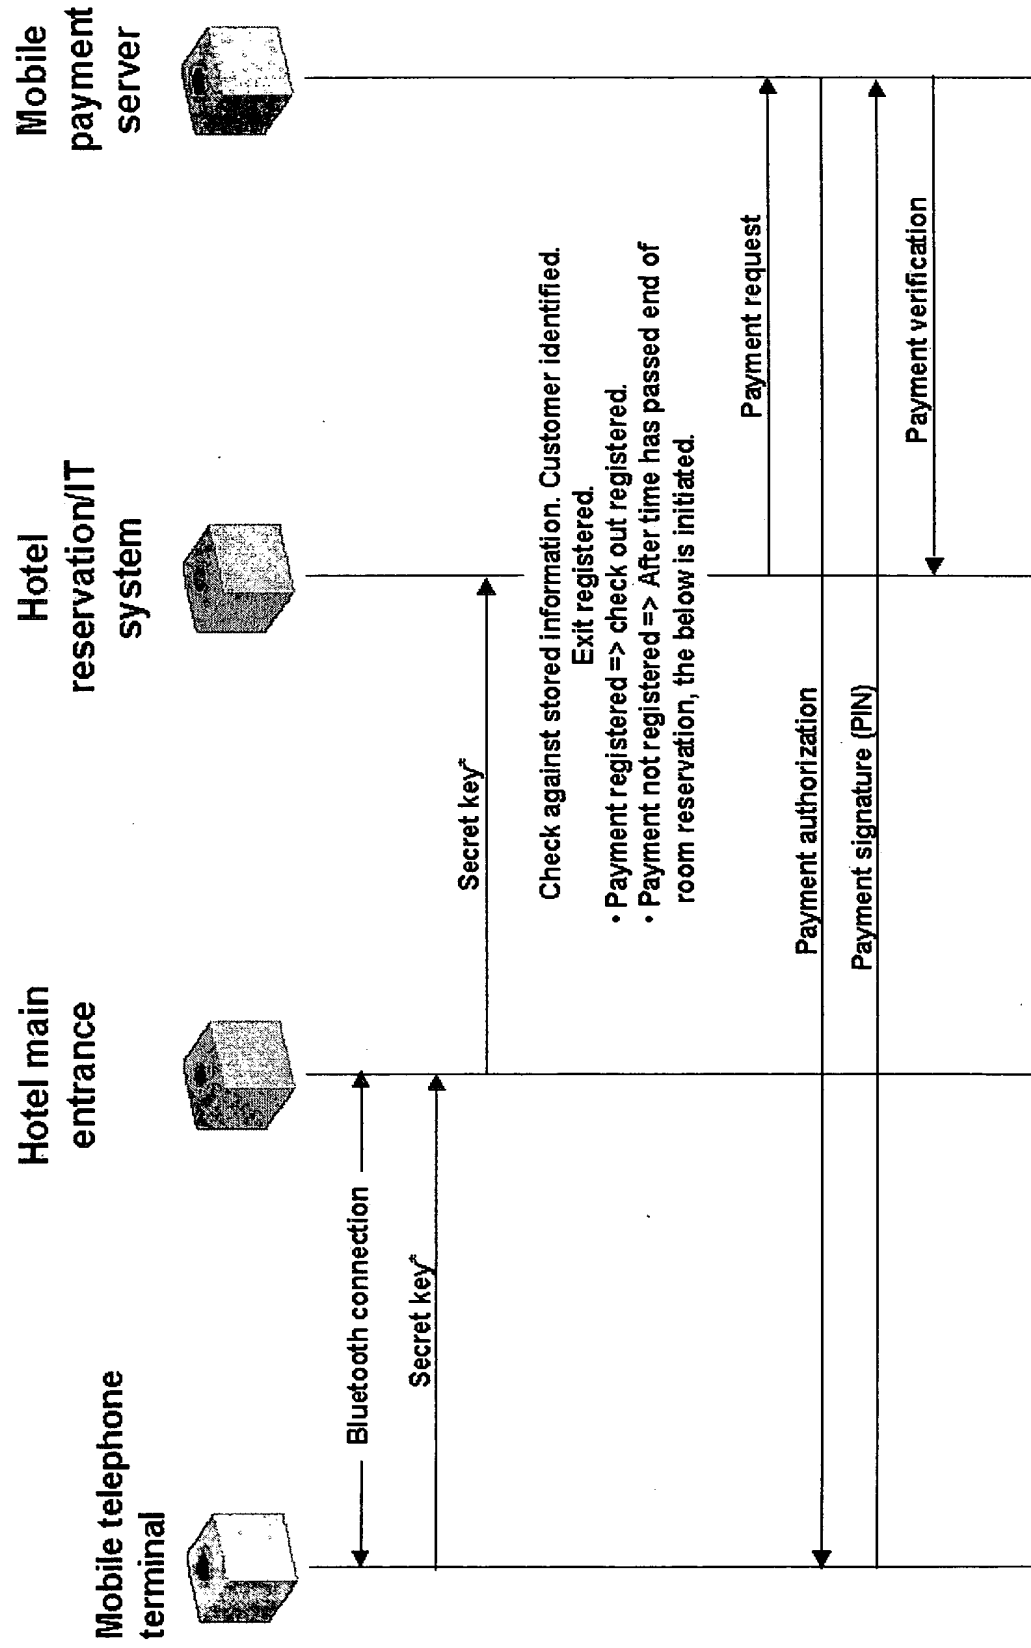 Mobile telephone
terminal
Hotel main
entrance
Hotel
reservation/IT
system
Mobile
payment
server
Bluetooth connection
Secret key*
Secret key*
Check against stored information. Customer identified.
Exit registered.
• Payment registered => check out registered.
• Payment not registered => After time has passed end of
room reservation, the below is initiated.
Payment request
Payment authorization
Payment signature (PIN)
Payment verification